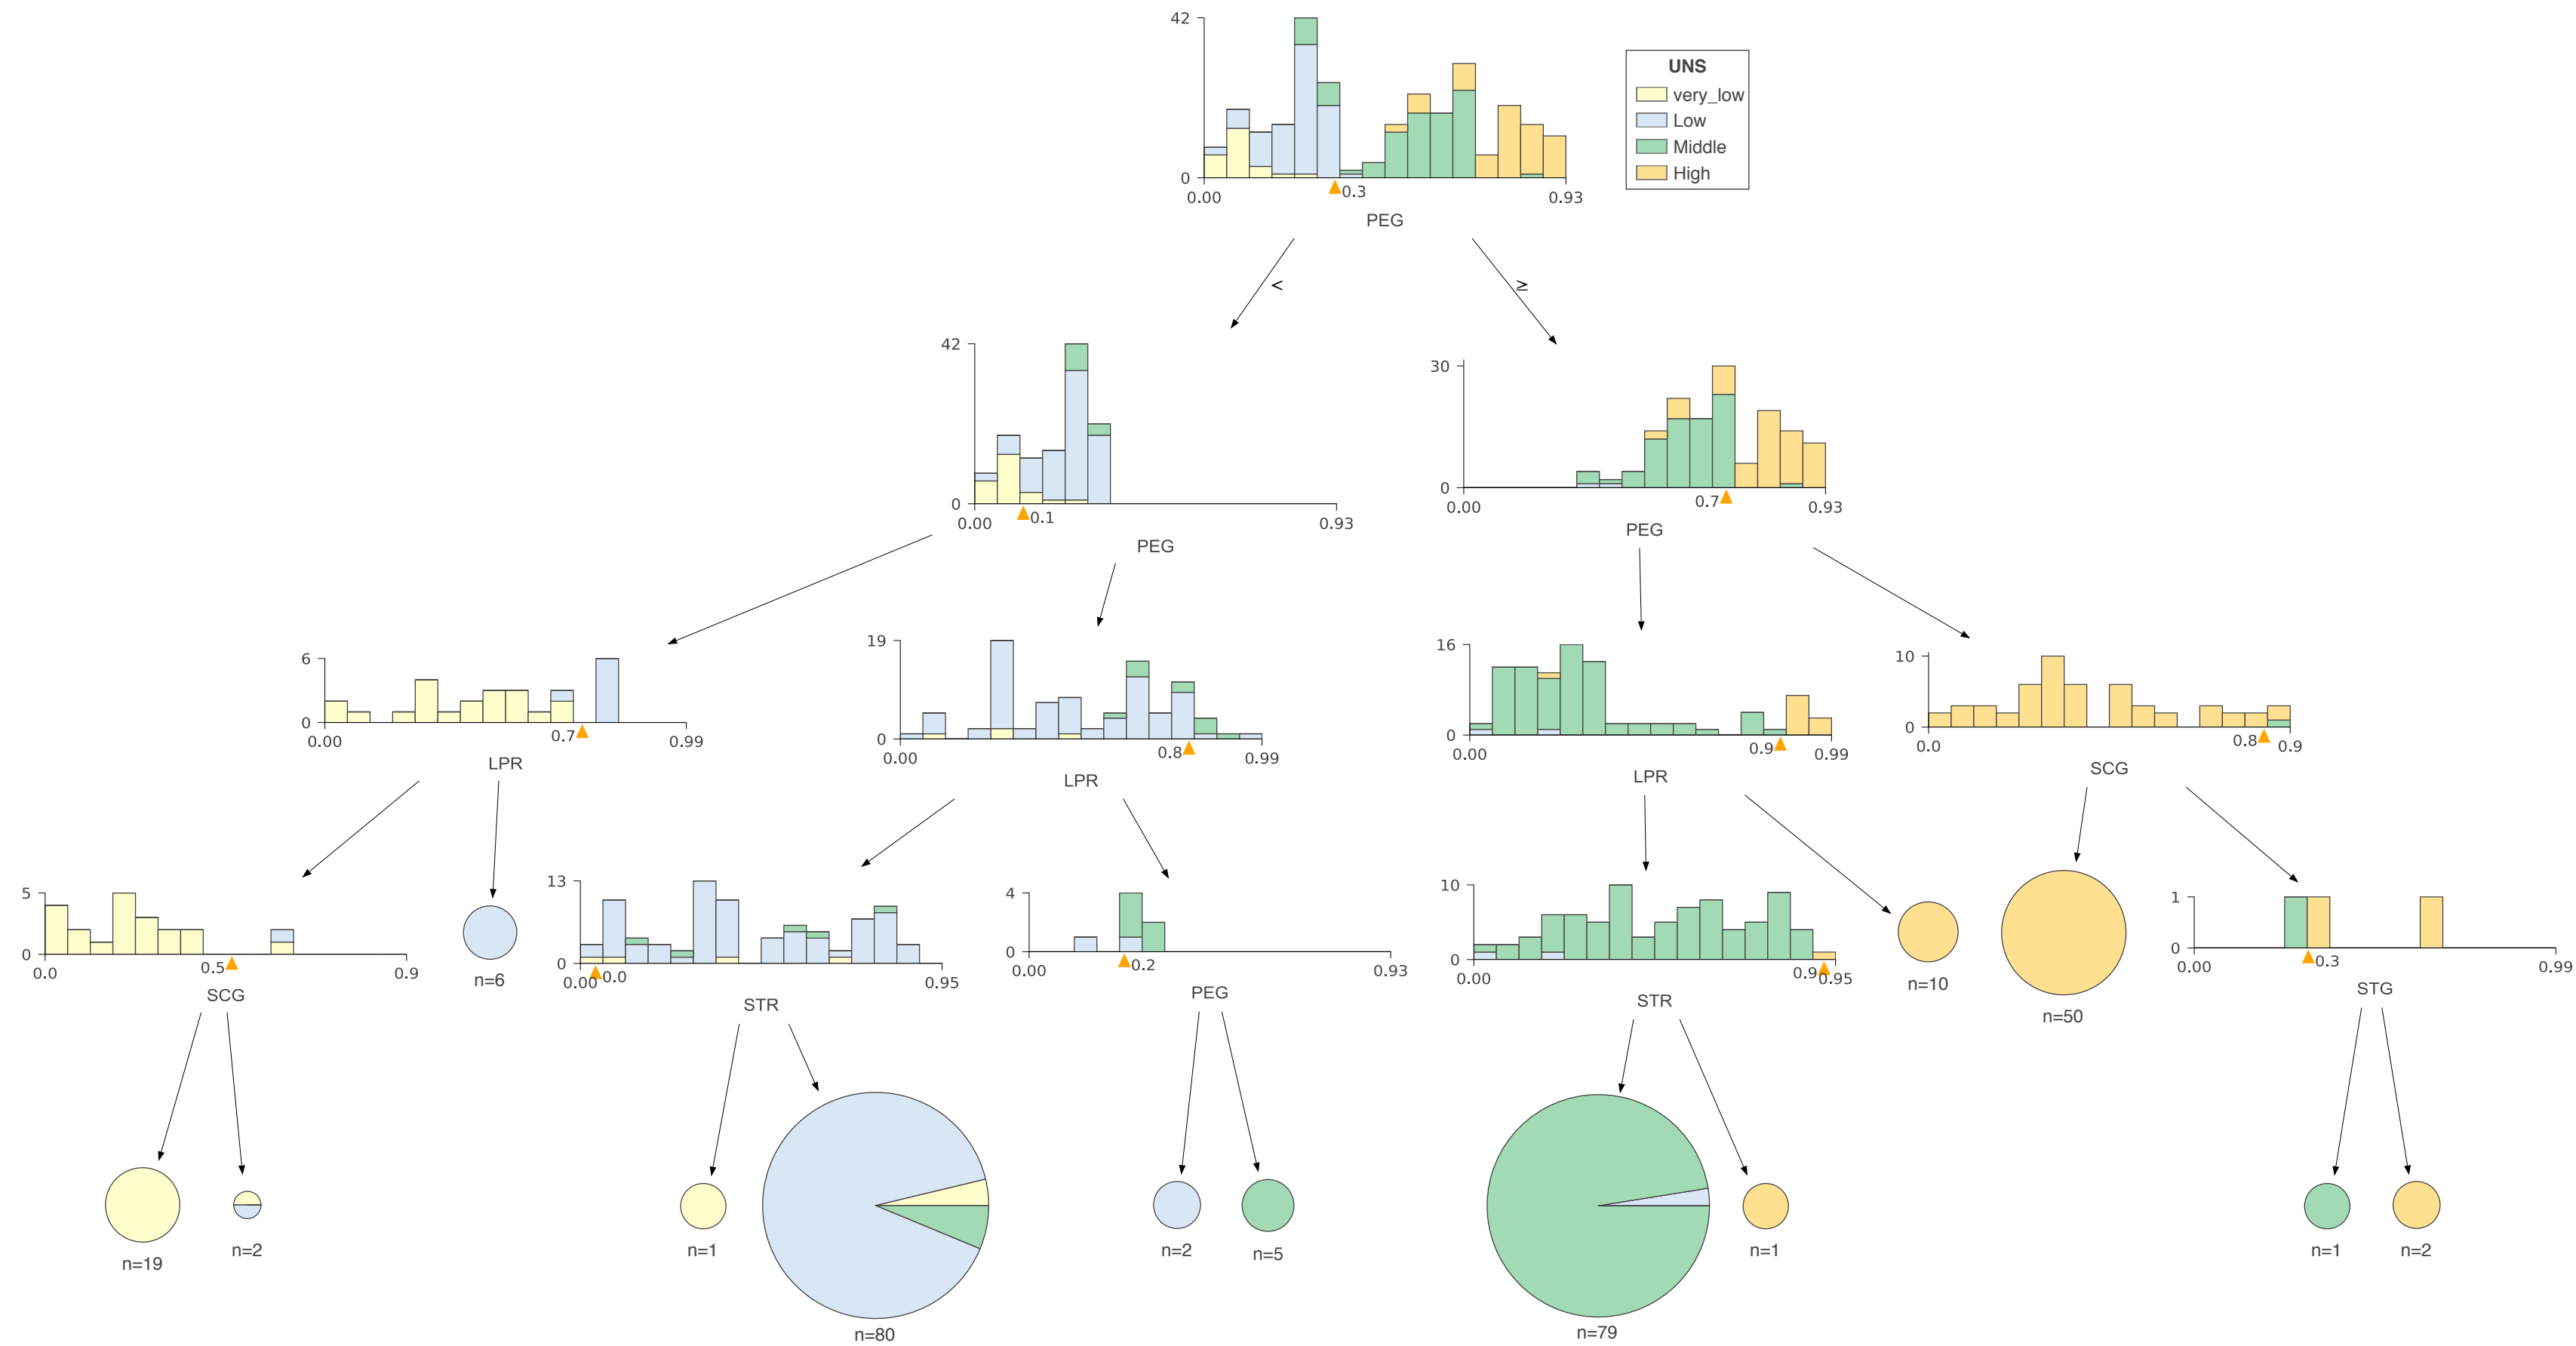 42
0
0.00
0.3
0.93
PEG
UNS
very_low
Low
Middle
High
<
≥
42
0
0.00
0.1
0.93
PEG
30
0
0.00
0.7
0.93
PEG
6
0
0.00
0.7
0.99
LPR
19
0
0.00
0.8
0.99
LPR
16
0
0.00
0.9
0.99
LPR
10
0
0.0
0.8
0.9
SCG
5
0
0.0
0.5
0.9
SCG
n=6
13
0
0.00
0.0
0.95
STR
4
0
0.00
0.2
0.93
PEG
10
0
0.00
0.9
0.95
STR
n=10
n=50
1
0
0.00
0.3
0.99
STG
n=19
n=2
n=1
n=80
n=2
n=5
n=79
n=1
n=1
n=2